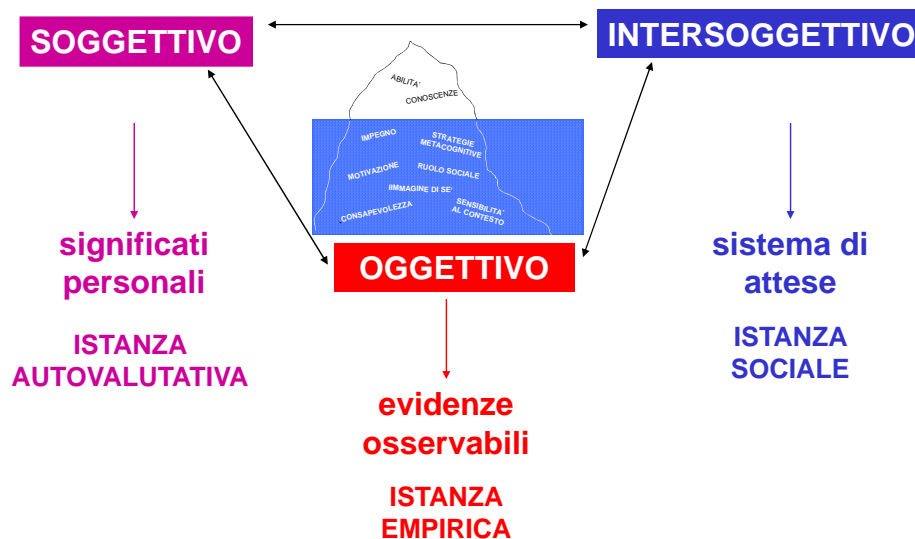 SOGGETTIVO
INTERSOGGETTIVO
ABILITA'
CONOSCENZE
IMPEGNO
STRATEGIE
METACOGNITIVE
MOTIVAZIONE
RUOLO SOCIALE
IIMMAGINE DI SE'
CONSAPEVOLEZZA
SENSIBILITA'
AL CONTESTO
OGGETTIVO
significati
personali
ISTANZA
AUTOVALUTATIVA
evidenze
osservabili
ISTANZA
EMPIRICA
sistema di
attese
ISTANZA
SOCIALE